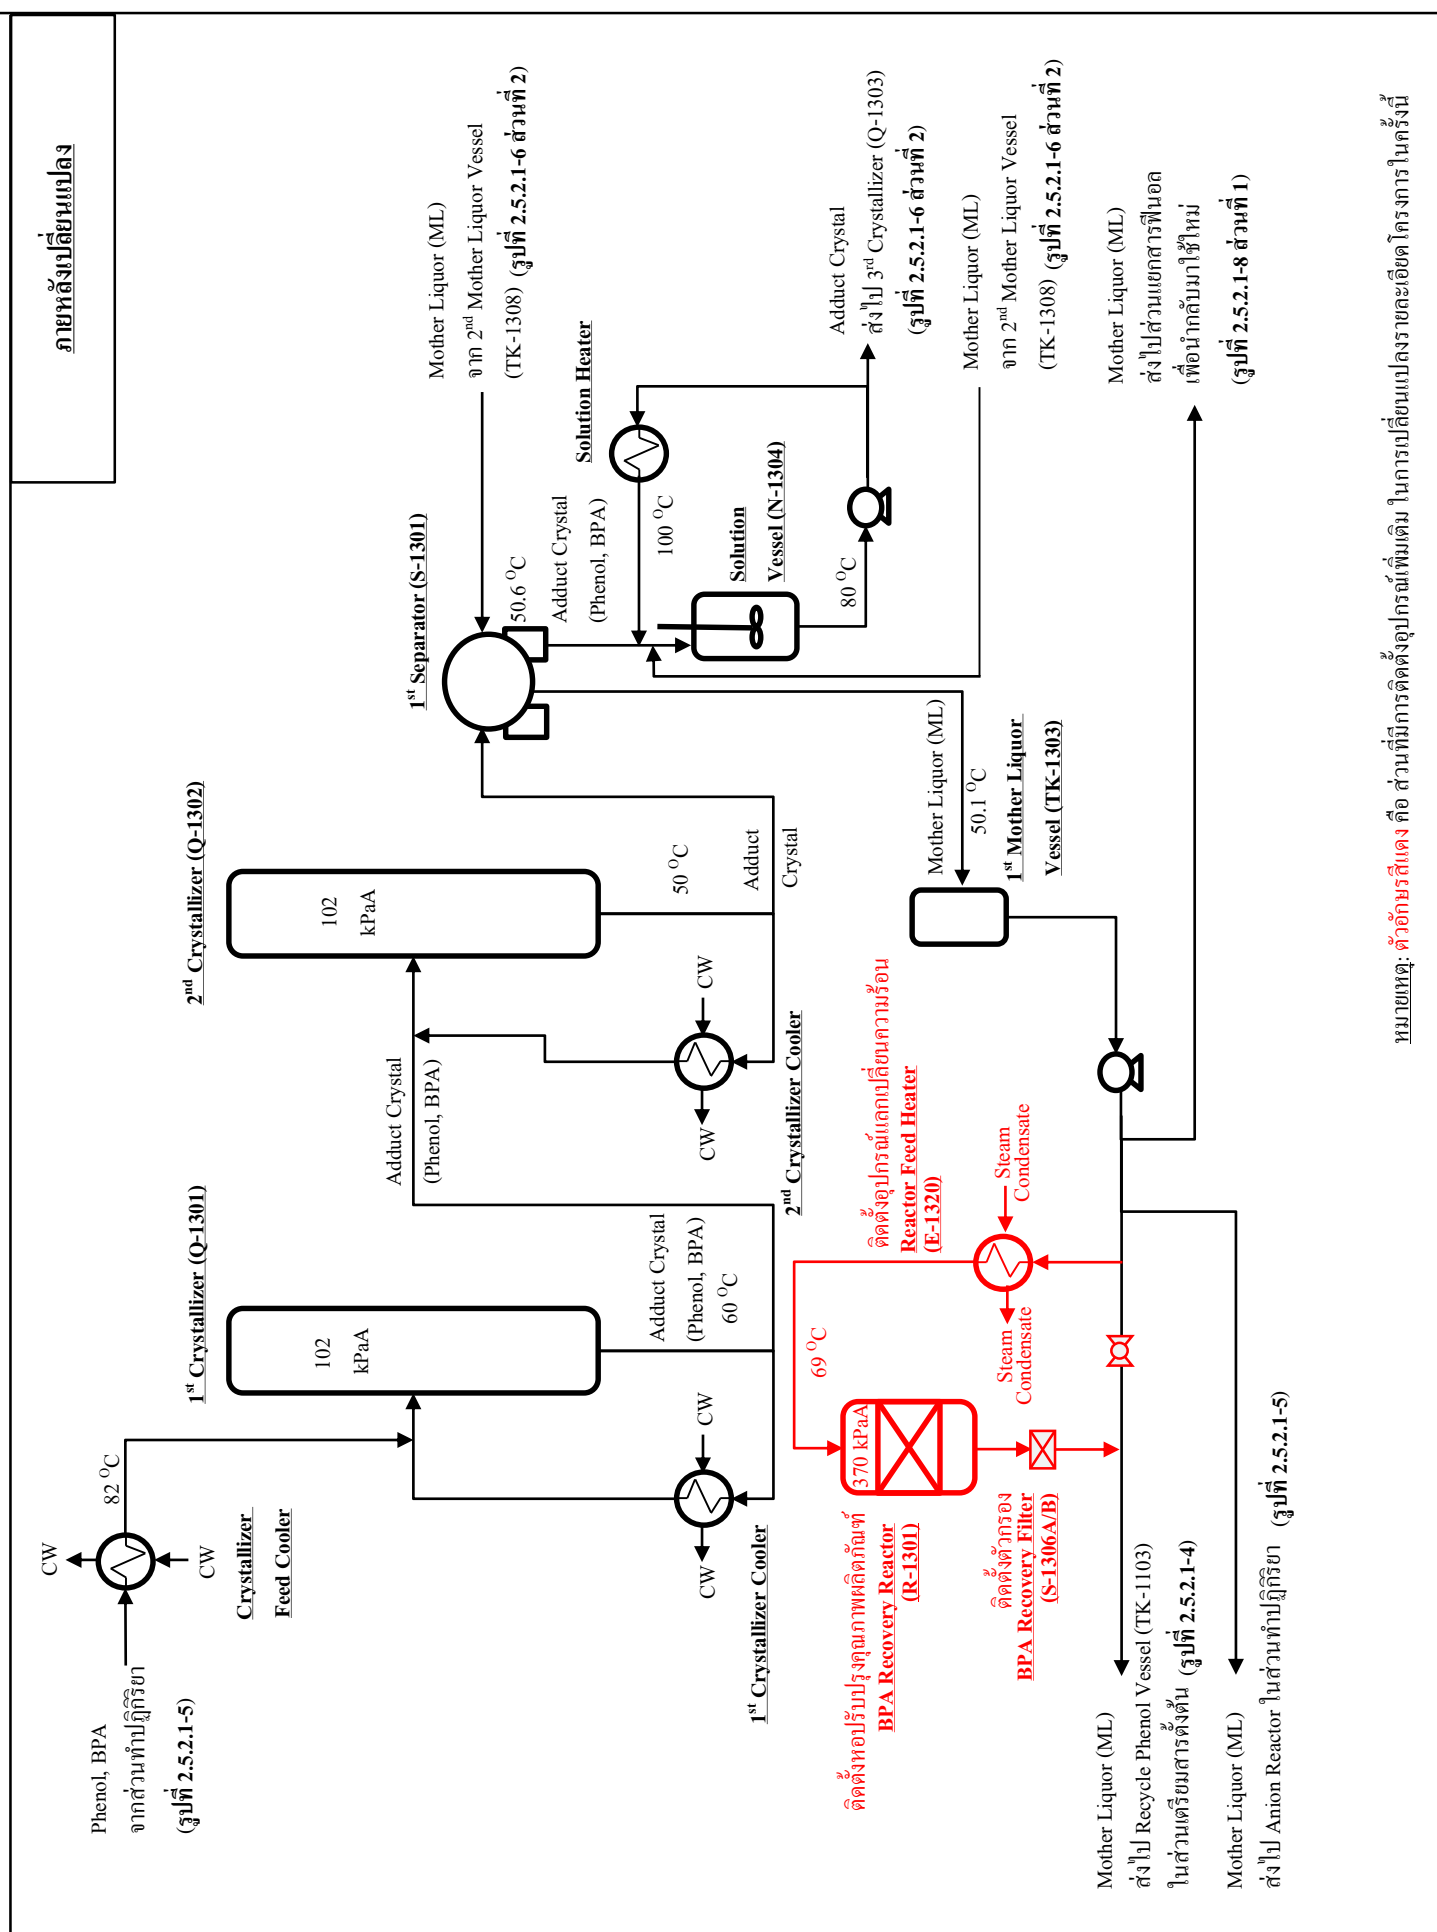 ภายหลังเปลี่ยนแปลง
Phenol, BPA
จากส่วนทำปฏิกิริยา
(รูปที่ 2.5.2.1-5)
CW
CW
82 ᴼC
Crystallizer
Feed Cooler
1st Crystallizer (Q-1301)
102
kPaA
Adduct Crystal
(Phenol, BPA)
60 ᴼC
CW
CW
1st Crystallizer Cooler
2nd Crystallizer (Q-1302)
102
kPaA
Adduct Crystal
(Phenol, BPA)
50 ᴼC
Adduct
Crystal
CW
CW
2nd Crystallizer Cooler
1st Separator (S-1301)
Mother Liquor (ML)
จาก 2nd Mother Liquor Vessel
(TK-1308) (รูปที่ 2.5.2.1-6 ส่วนที่ 2)
50.6 ᴼC
Adduct Crystal
(Phenol, BPA)
Solution Heater
100 ᴼC
Solution
Vessel (N-1304)
80 ᴼC
Adduct Crystal
ส่งไป 3rd Crystallizer (Q-1303)
(รูปที่ 2.5.2.1-6 ส่วนที่ 2)
Mother Liquor (ML)
จาก 2nd Mother Liquor Vessel
(TK-1308) (รูปที่ 2.5.2.1-6 ส่วนที่ 2)
Mother Liquor (ML)
50.1 ᴼC
1st Mother Liquor
Vessel (TK-1303)
Mother Liquor (ML)
ส่งไปส่วนแยกสารฟีนอล
เพื่อนำกลับมาใช้ใหม่
(รูปที่ 2.5.2.1-8 ส่วนที่ 1)
ติดตั้งอุปกรณ์แลกเปลี่ยนความร้อน
Reactor Feed Heater
(E-1320)
Steam
Condensate
Steam
Condensate
69 ᴼC
370 kPaA
ติดตั้งหอปรับปรุงคุณภาพผลิตภัณฑ์
BPA Recovery Reactor
(R-1301)
ติดตั้งตัวกรอง
BPA Recovery Filter
(S-1306A/B)
Mother Liquor (ML)
ส่งไป Recycle Phenol Vessel (TK-1103)
ในส่วนเตรียมสารตั้งต้น (รูปที่ 2.5.2.1-4)
Mother Liquor (ML)
ส่งไป Anion Reactor ในส่วนทำปฏิกิริยา (รูปที่ 2.5.2.1-5)
หมายเหตุ: ตัวอักษรสีแดง คือ ส่วนที่มีการติดตั้งอุปกรณ์เพิ่มเติม ในการเปลี่ยนแปลงรายละเอียดโครงการในครั้งนี้